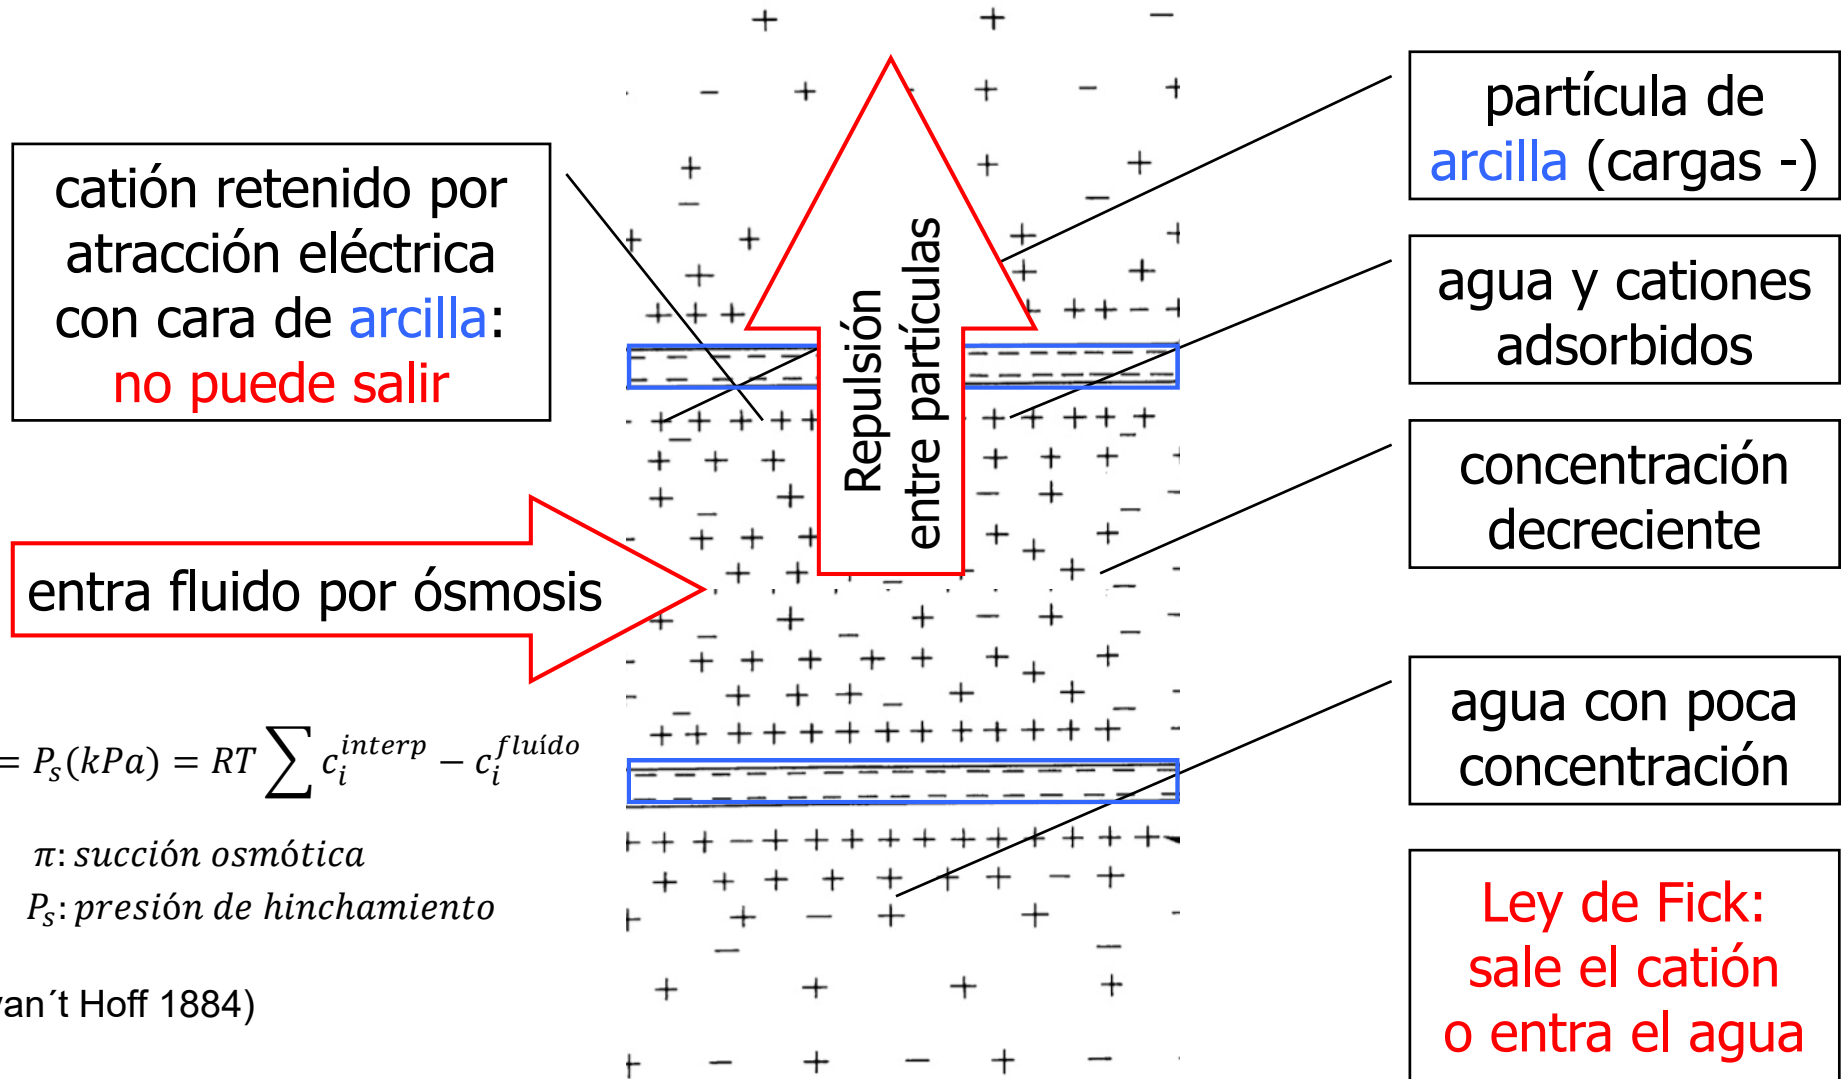 catión retenido por
atracción eléctrica
con cara de arcilla:
no puede salir
entra fluido por ósmosis
= P_s(kPa) = RT ∑ c_i^{interp} − c_i^{fluído}
π: succión osmótica
P_s: presión de hinchamiento
van´t Hoff 1884)
Repulsión
entre partículas
partícula de
arcilla (cargas -)
agua y cationes
adsorbidos
concentración
decreciente
agua con poca
concentración
Ley de Fick:
sale el catión
o entra el agua